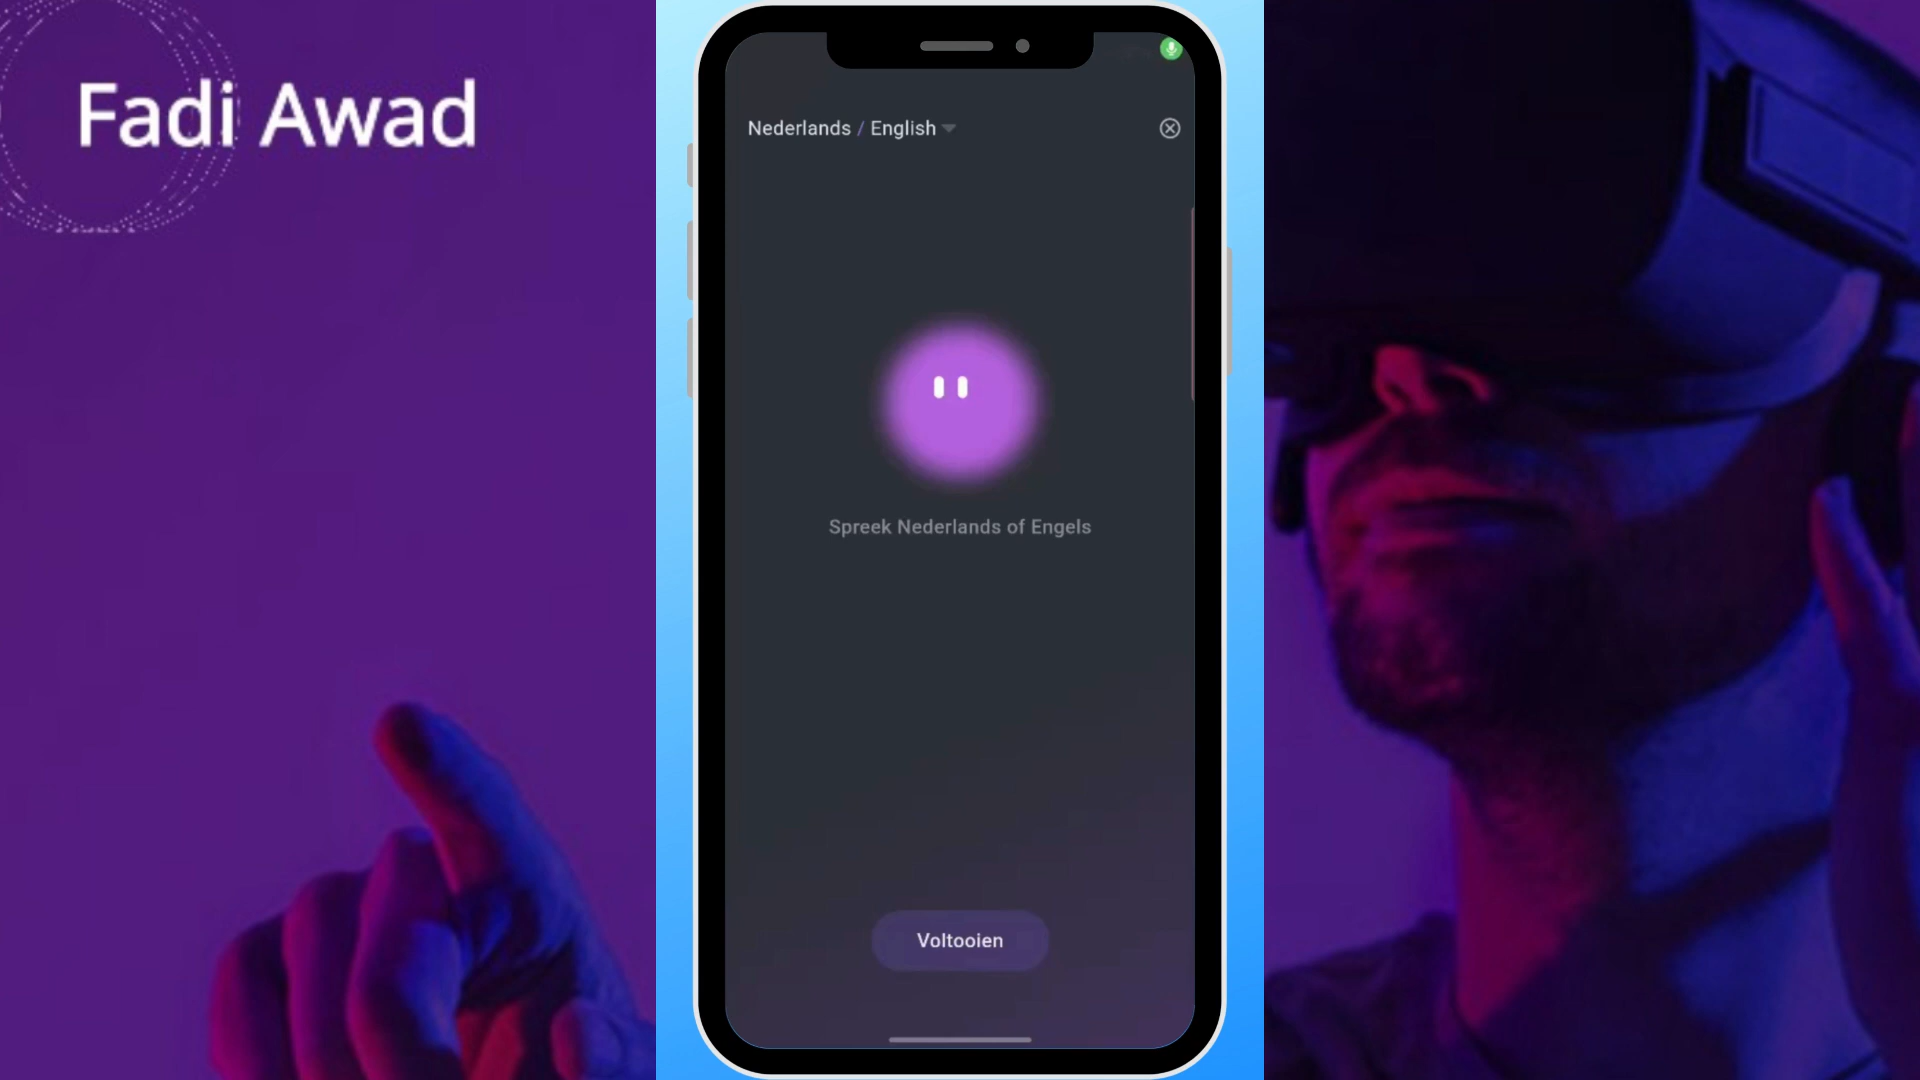 Fadi Awad
Nederlands / English
Spreek Nederlands of Engels
Voltooien